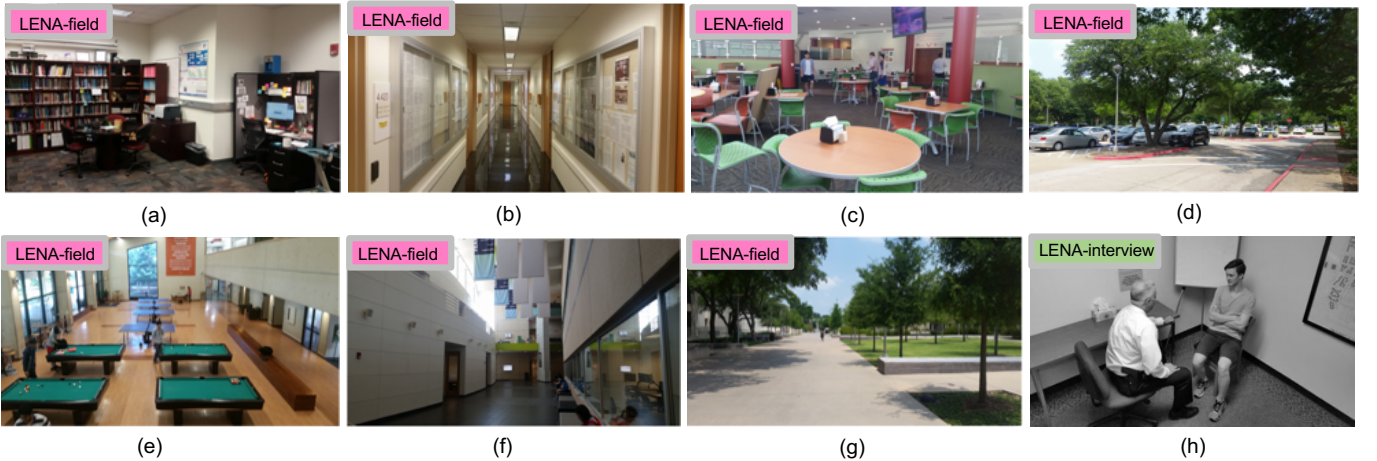 LENA-field
LENA-field
LENA-field
LENA-field
(a)
(b)
(c)
(d)
LENA-field
LENA-field
LENA-field
LENA-interview
(e)
(f)
(g)
(h)